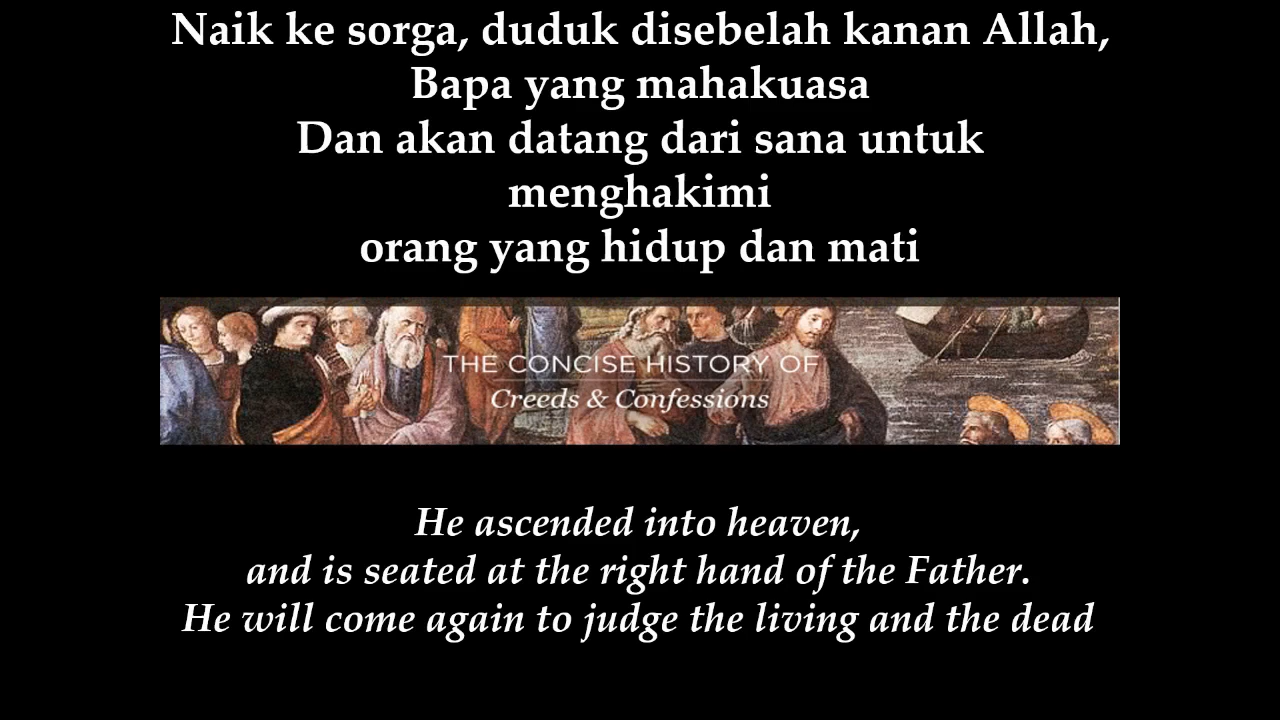 Naik ke sorga, duduk disebelah kanan Allah,
Bapa yang mahakuasa
Dan akan datang dari sana untuk
menghakimi
orang yang hidup dan mati
THE CONCISE HISTORY OF
Creeds & Confessions
He ascended into heaven,
and is seated at the right hand of the Father.
He will come again to judge the living and the dead